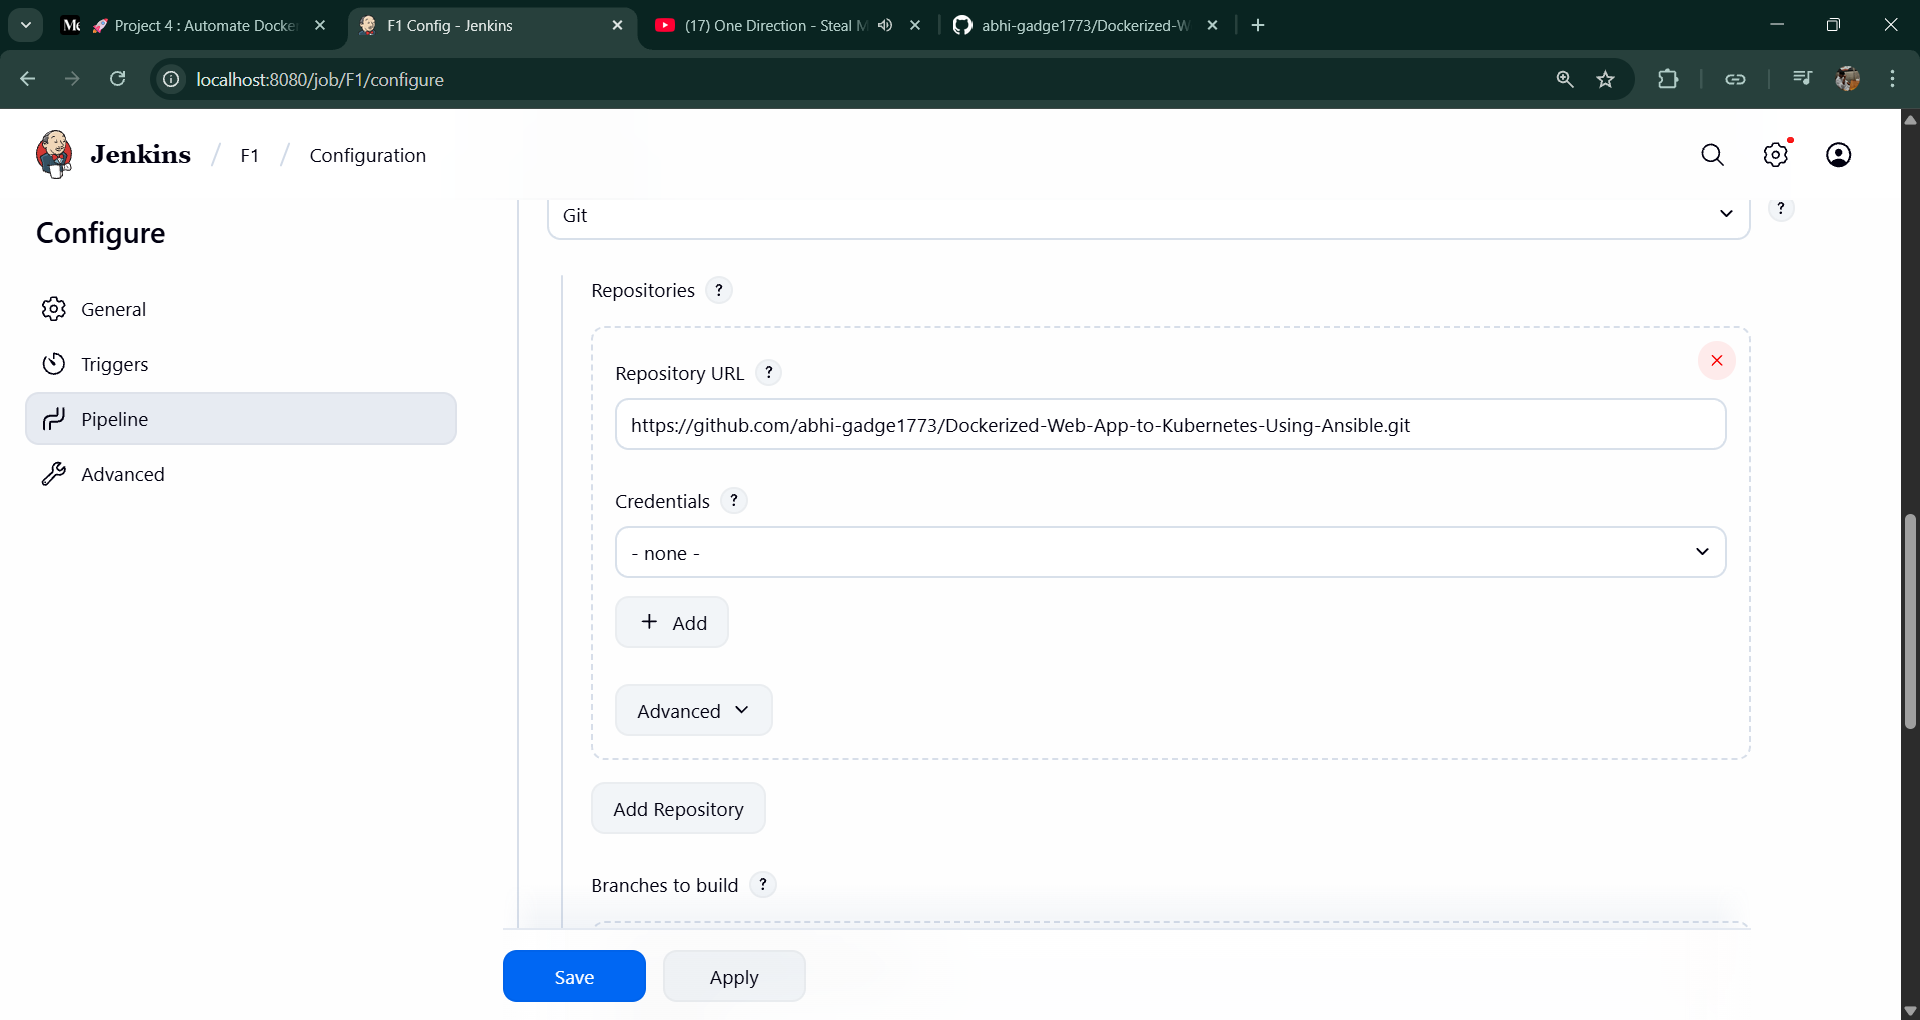 🚀 Project 4 : Automate Docke
F1 Config - Jenkins
(17) One Direction - Steal M
abhi-gadge1773/Dockerized-W
localhost:8080/job/F1/configure
Jenkins / F1 / Configuration
Configure
General
Triggers
Pipeline
Advanced
Git
?
Repositories ?
Repository URL ?
https://github.com/abhi-gadge1773/Dockerized-Web-App-to-Kubernetes-Using-Ansible.git
Credentials ?
- none -
+ Add
Advanced
Add Repository
Branches to build ?
Save
Apply